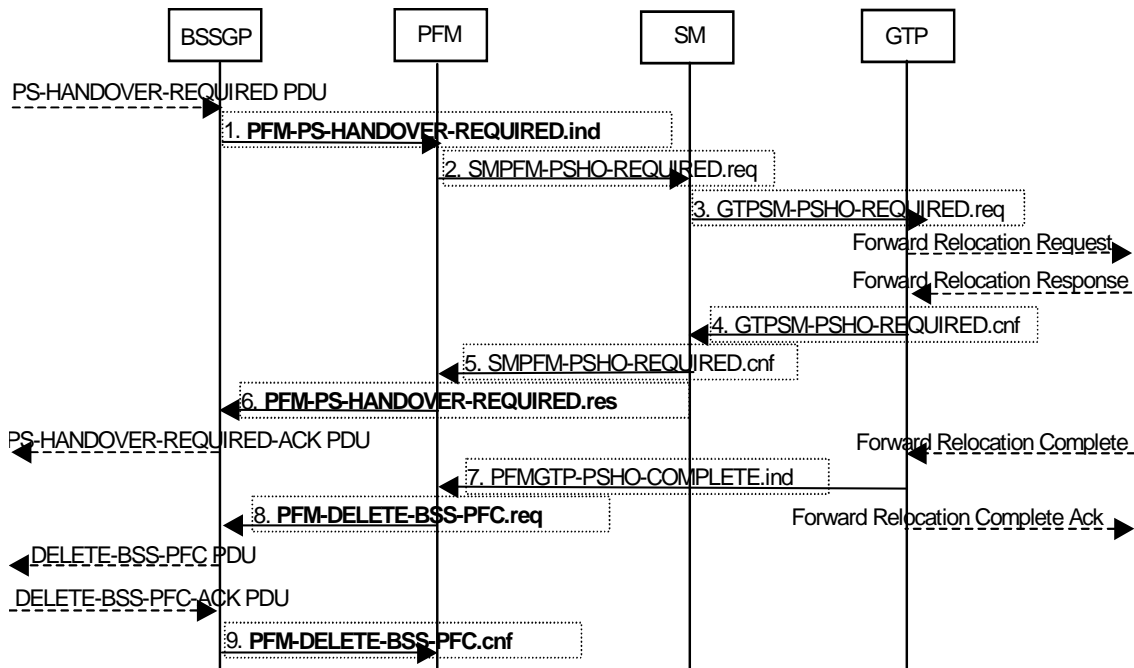 BSSGP PFM SM GTP
PS-HANDOVER-REQUIRED PDU
1. PFM-PS-HANDOVER-REQUIRED.ind
2. SMPFM-PSHO-REQUIRED.req
3. GTPSM-PSHO-REQUIRED.req
Forward Relocation Request
Forward Relocation Response
4. GTPSM-PSHO-REQUIRED.cnf
5. SMPFM-PSHO-REQUIRED.cnf
6. PFM-PS-HANDOVER-REQUIRED.res
PS-HANDOVER-REQUIRED-ACK PDU
Forward Relocation Complete
7. PFMGTP-PSHO-COMPLETE.ind
8. PFM-DELETE-BSS-PFC.req
Forward Relocation Complete Ack
DELETE-BSS-PFC PDU
DELETE-BSS-PFC-ACK PDU
9. PFM-DELETE-BSS-PFC.cnf